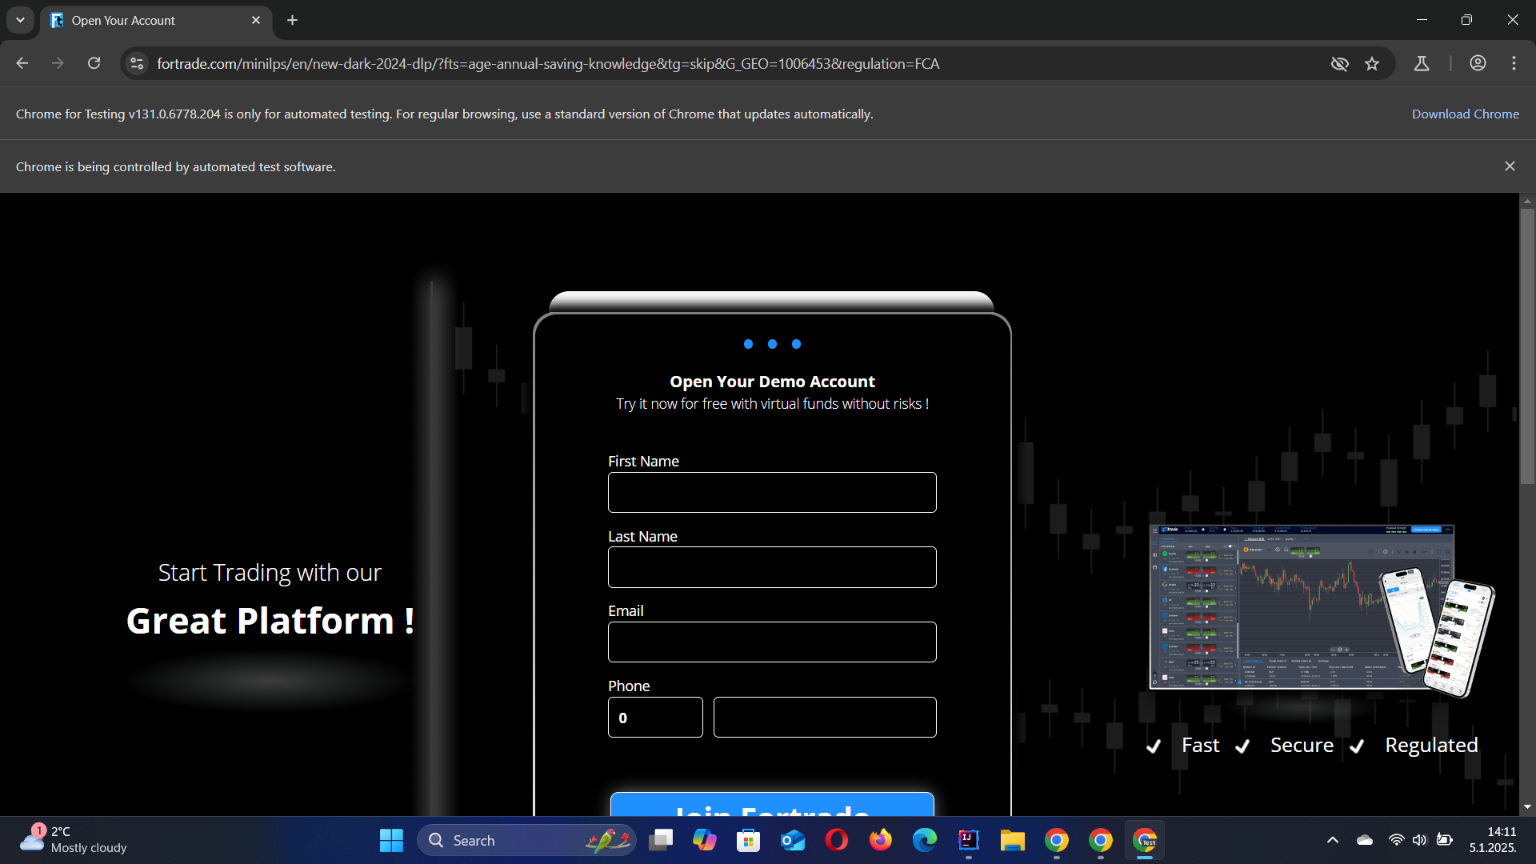 Open Your Account
fortrade.com/minilps/en/new-dark-2024-dlp/?fts=age-annual-saving-knowledge&tg=skip&G_GEO=1006453&regulation=FCA
Chrome for Testing v131.0.6778.204 is only for automated testing. For regular browsing, use a standard version of Chrome that updates automatically.
Download Chrome
Chrome is being controlled by automated test software.
Open Your Demo Account
Try it now for free with virtual funds without risks !
First Name
Last Name
Email
Phone
0
Join Fortrade
Start Trading with our
Great Platform !
Fast Secure Regulated
1
2°C
Mostly cloudy
Search
14:11
5.1.2025.